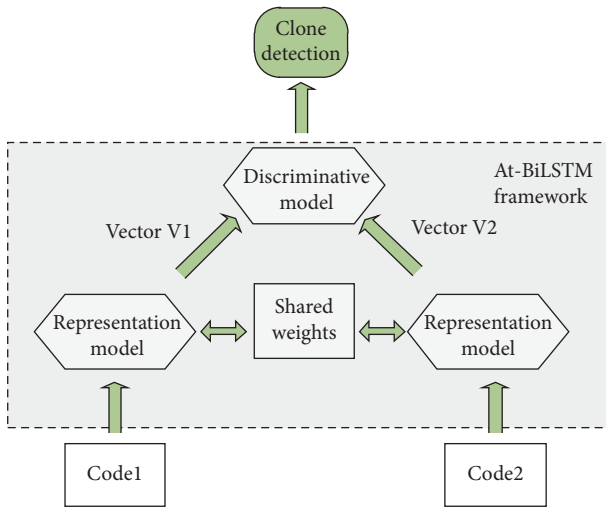 Clone
detection
Discriminative
model
At-BiLSTM
framework
Vector V1
Vector V2
Representation
model
Shared
weights
Representation
model
Code1
Code2